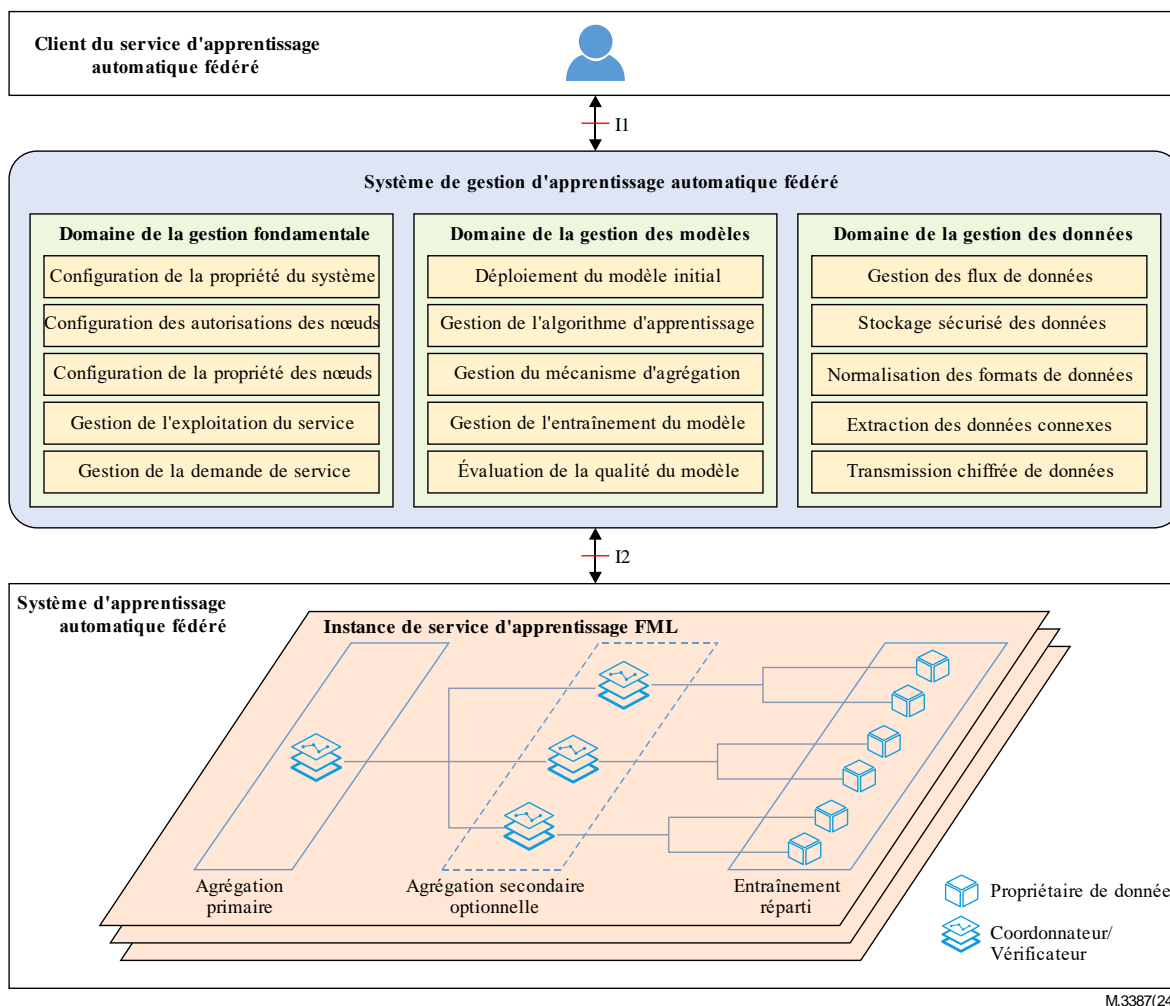 Client du service d'apprentissage
automatique fédéré
I1
Système de gestion d'apprentissage automatique fédéré
Domaine de la gestion fondamentale
Configuration de la propriété du système
Configuration des autorisations des nœuds
Configuration de la propriété des nœuds
Gestion de l'exploitation du service
Gestion de la demande de service
Domaine de la gestion des modèles
Déploiement du modèle initial
Gestion de l'algorithme d'apprentissage
Gestion du mécanisme d'agrégation
Gestion de l'entraînement du modèle
Évaluation de la qualité du modèle
Domaine de la gestion des données
Gestion des flux de données
Stockage sécurisé des données
Normalisation des formats de données
Extraction des données connexes
Transmission chiffrée de données
I2
Système d'apprentissage
automatique fédéré
Instance de service d'apprentissage FML
Agrégation
primaire
Agrégation secondaire
optionnelle
Entraînement
réparti
Propriétaire de donnée
Coordonnateur/
Vérificateur
M.3387(24